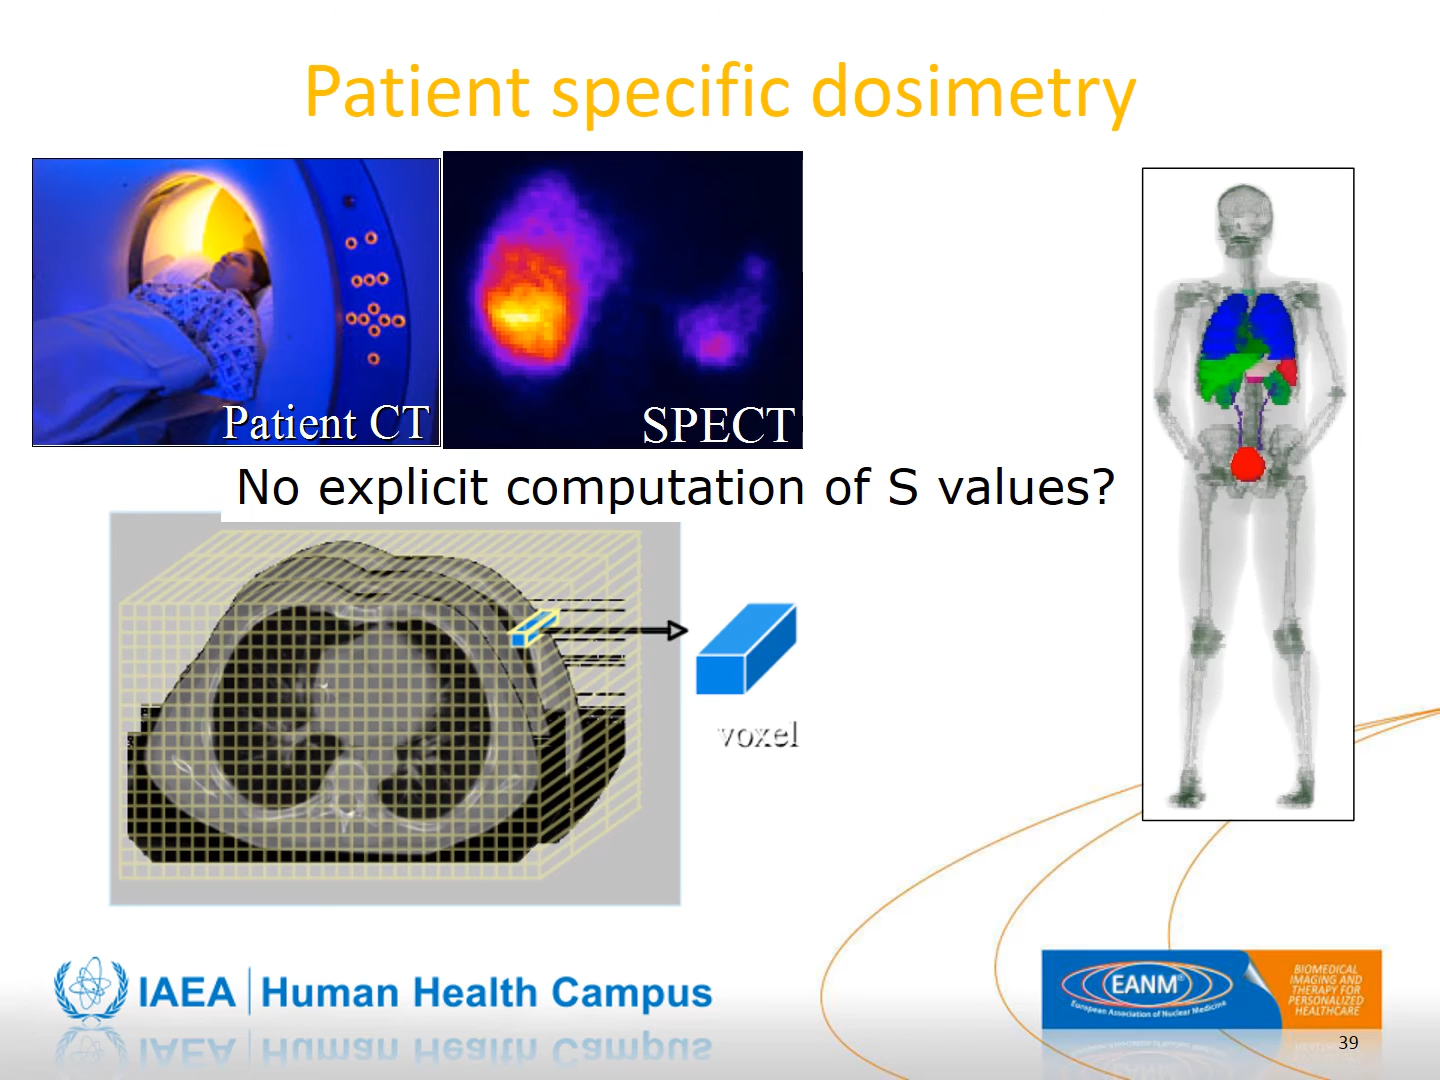 Patient specific dosimetry
Patient CT
SPECT
No explicit computation of S values?
voxel
IAEA | Human Health Campus
EANM®
European Association of Nuclear Medicine
BIOMEDICAL
IMAGING AND
THERAPY FOR
PERSONALIZED
HEALTHCARE
39